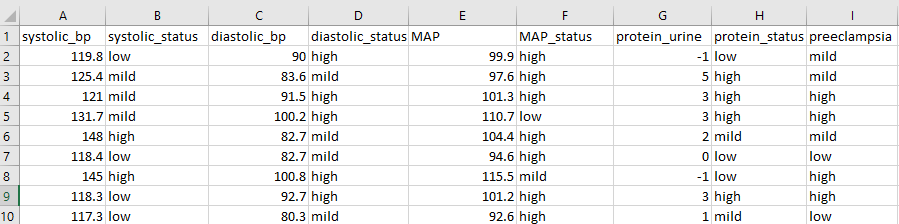 A B C D E F G H I
1 systolic_bp systolic_status diastolic_bp diastolic_status MAP MAP_status protein_urine protein_status preeclampsia
2 119.8 low 90 high 99.9 high -1 low mild
3 125.4 mild 83.6 mild 97.6 high 5 high mild
4 121 mild 91.5 high 101.3 high 3 high high
5 131.7 mild 100.2 high 110.7 low 3 high high
6 148 high 82.7 mild 104.4 high 2 mild mild
7 118.4 low 82.7 mild 94.6 high 0 low low
8 145 high 100.8 high 115.5 mild -1 low high
9 118.3 low 92.7 high 101.2 high 3 high high
10 117.3 low 80.3 mild 92.6 high 1 mild low